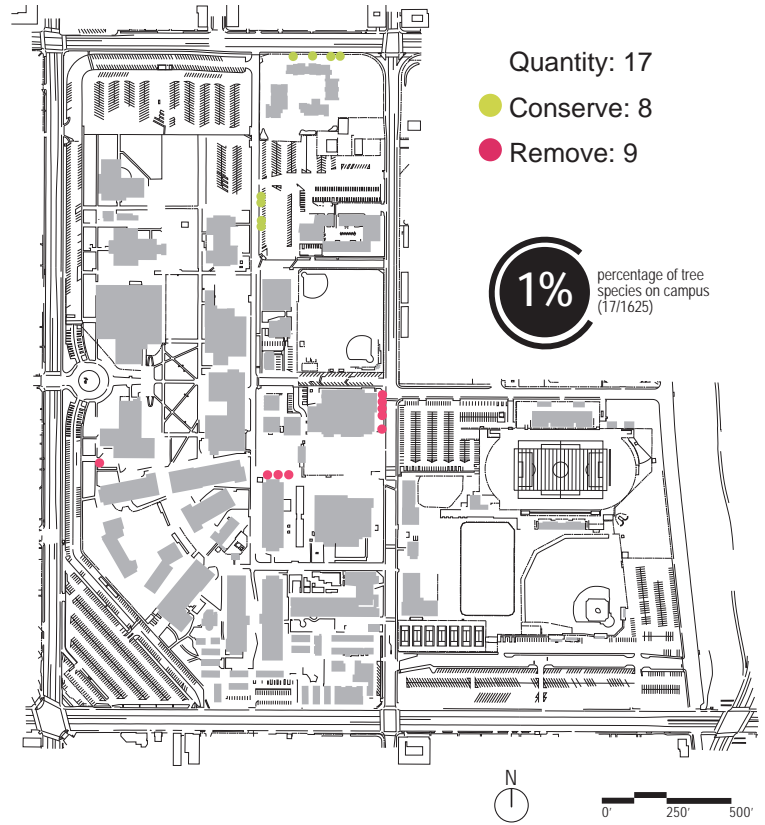 Quantity: 17
Conserve: 8
Remove: 9
1%
percentage of tree
species on campus
(17/1625)
N
0'
250'
500'